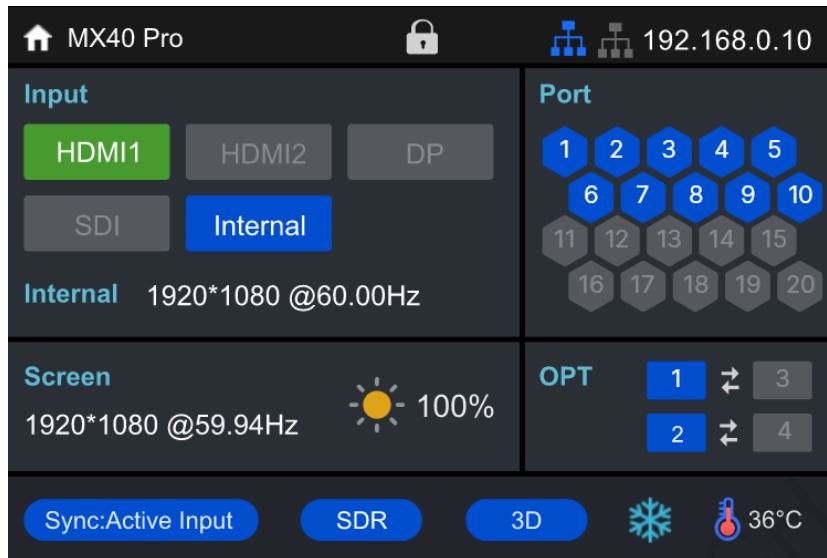 MX40 Pro 192.168.0.10
Input
HDMI1 HDMI2 DP
SDI Internal
Internal 1920*1080 @60.00Hz
Port
1 2 3 4 5
6 7 8 9 10
11 12 13 14 15
16 17 18 19 20
Screen
1920*1080 @59.94Hz 100%
OPT 1 3
2 4
Sync:Active Input SDR 3D 36°C